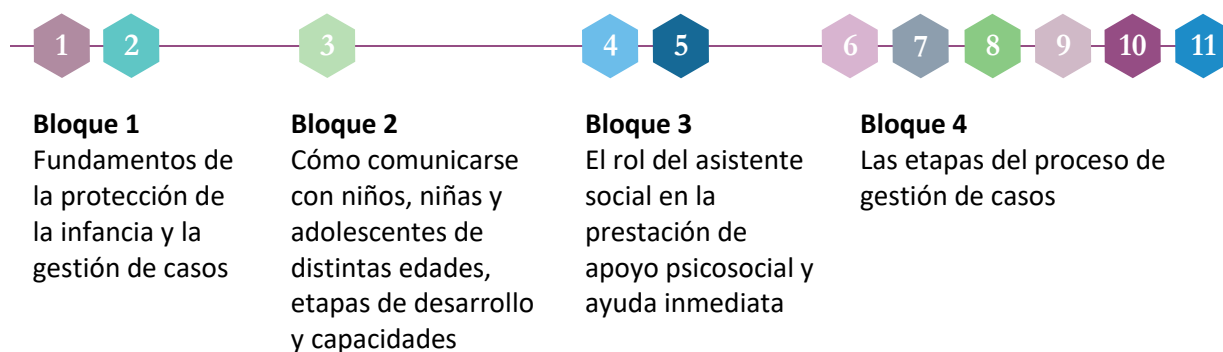 1 2 3 4 5 6 7 8 9 10 11
Bloque 1
Fundamentos de
la protección de
la infancia y la
gestión de casos
Bloque 2
Cómo comunicarse
con niños, niñas y
adolescentes de
distintas edades,
etapas de desarrollo
y capacidades
Bloque 3
El rol del asistente
social en la
prestación de
apoyo psicosocial y
ayuda inmediata
Bloque 4
Las etapas del proceso de
gestión de casos